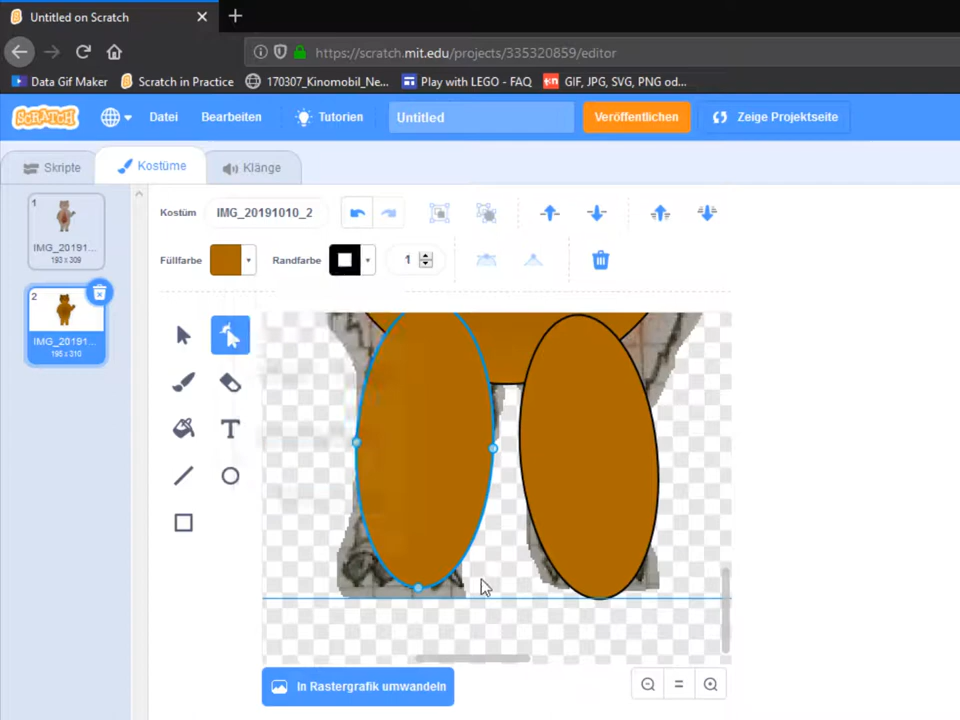 Untitled on Scratch
https://scratch.mit.edu/projects/335320859/editor
Data Gif Maker
Scratch in Practice
170307_Kinomobil_Ne...
Play with LEGO - FAQ
kn
GIF, JPG, SVG, PNG od...
SCRATCH
Datei
Bearbeiten
Tutorien
Untitled
Veröffentlichen
Zeige Projektseite
Skripte
Kostüme
Klänge
1
IMG_20191...
193 x 309
2
IMG_20191...
195 x 310
Kostüm
IMG_20191010_2
Füllfarbe
Randfarbe
1
T
In Rastergrafik umwandeln